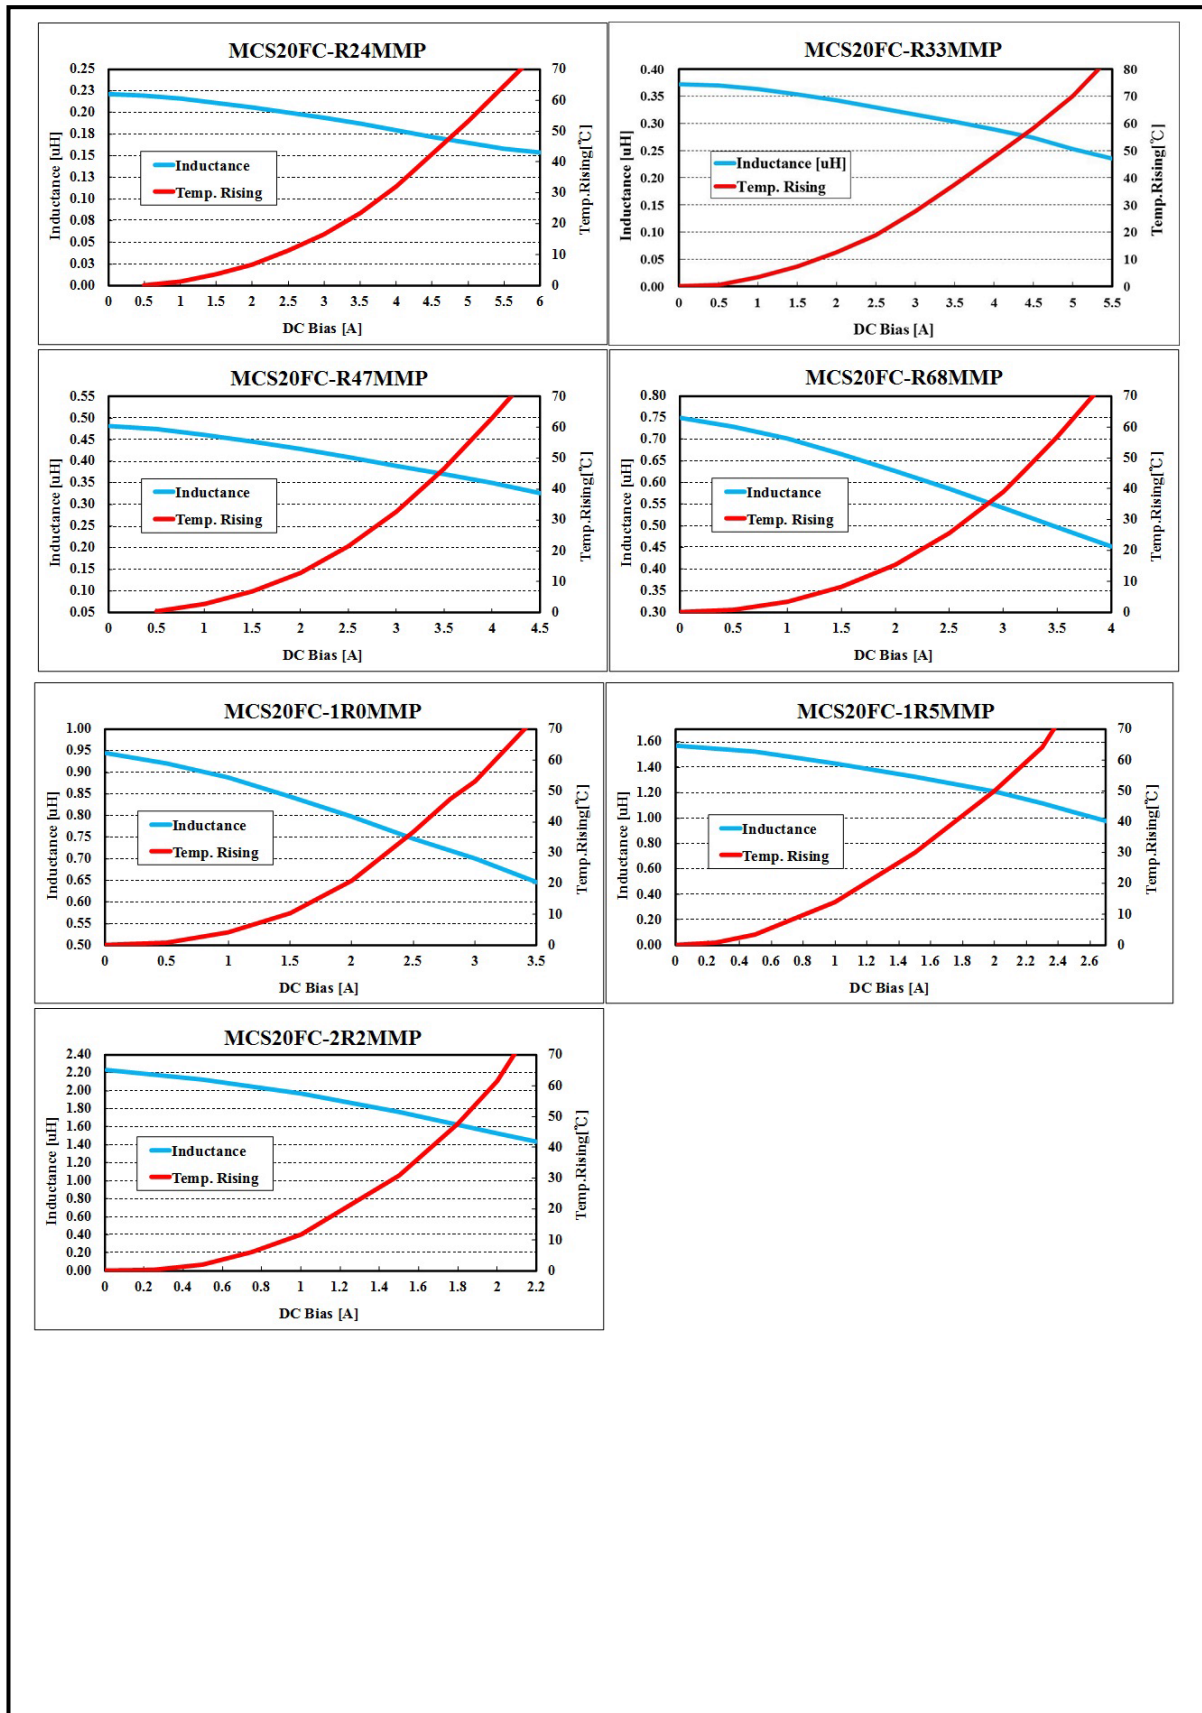 MCS20FC-R24MMP
Inductance [uH]
0.25
0.23
0.20
0.18
0.15
0.13
0.10
0.08
0.05
0.03
0.00
Inductance
Temp. Rising
70
60
50
40
30
20
10
0
Temp.Rising[℃]
0 0.5 1 1.5 2 2.5 3 3.5 4 4.5 5 5.5 6
DC Bias [A]
MCS20FC-R33MMP
Inductance [uH]
0.40
0.35
0.30
0.25
0.20
0.15
0.10
0.05
0.00
Inductance [uH]
Temp. Rising
80
70
60
50
40
30
20
10
0
Temp.Rising[℃]
0 0.5 1 1.5 2 2.5 3 3.5 4 4.5 5 5.5
DC Bias [A]
MCS20FC-R47MMP
Inductance [uH]
0.55
0.50
0.45
0.40
0.35
0.30
0.25
0.20
0.15
0.10
0.05
Inductance
Temp. Rising
70
60
50
40
30
20
10
0
Temp.Rising[℃]
0 0.5 1 1.5 2 2.5 3 3.5 4 4.5
DC Bias [A]
MCS20FC-R68MMP
Inductance [uH]
0.80
0.75
0.70
0.65
0.60
0.55
0.50
0.45
0.40
0.35
0.30
Inductance
Temp. Rising
70
60
50
40
30
20
10
0
Temp.Rising[℃]
0 0.5 1 1.5 2 2.5 3 3.5 4
DC Bias [A]
MCS20FC-1R0MMP
Inductance [uH]
1.00
0.95
0.90
0.85
0.80
0.75
0.70
0.65
0.60
0.55
0.50
Inductance
Temp. Rising
70
60
50
40
30
20
10
0
Temp.Rising[℃]
0 0.5 1 1.5 2 2.5 3 3.5
DC Bias [A]
MCS20FC-1R5MMP
Inductance [uH]
1.60
1.40
1.20
1.00
0.80
0.60
0.40
0.20
0.00
Inductance
Temp. Rising
70
60
50
40
30
20
10
0
Temp.Rising[℃]
0 0.2 0.4 0.6 0.8 1 1.2 1.4 1.6 1.8 2 2.2 2.4 2.6
DC Bias [A]
MCS20FC-2R2MMP
Inductance [uH]
2.40
2.20
2.00
1.80
1.60
1.40
1.20
1.00
0.80
0.60
0.40
0.20
0.00
Inductance
Temp. Rising
70
60
50
40
30
20
10
0
Temp.Rising[℃]
0 0.2 0.4 0.6 0.8 1 1.2 1.4 1.6 1.8 2 2.2
DC Bias [A]